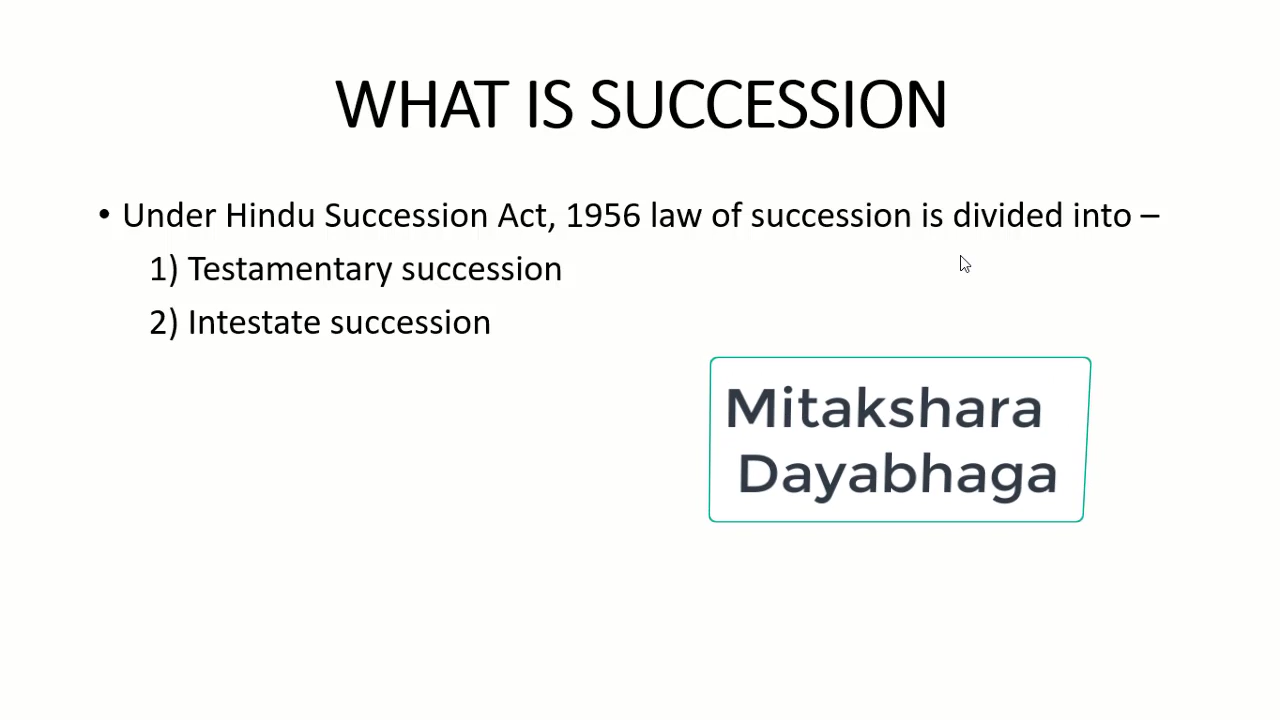 WHAT IS SUCCESSION
• Under Hindu Succession Act, 1956 law of succession is divided into –
1) Testamentary succession
2) Intestate succession
Mitakshara
Dayabhaga